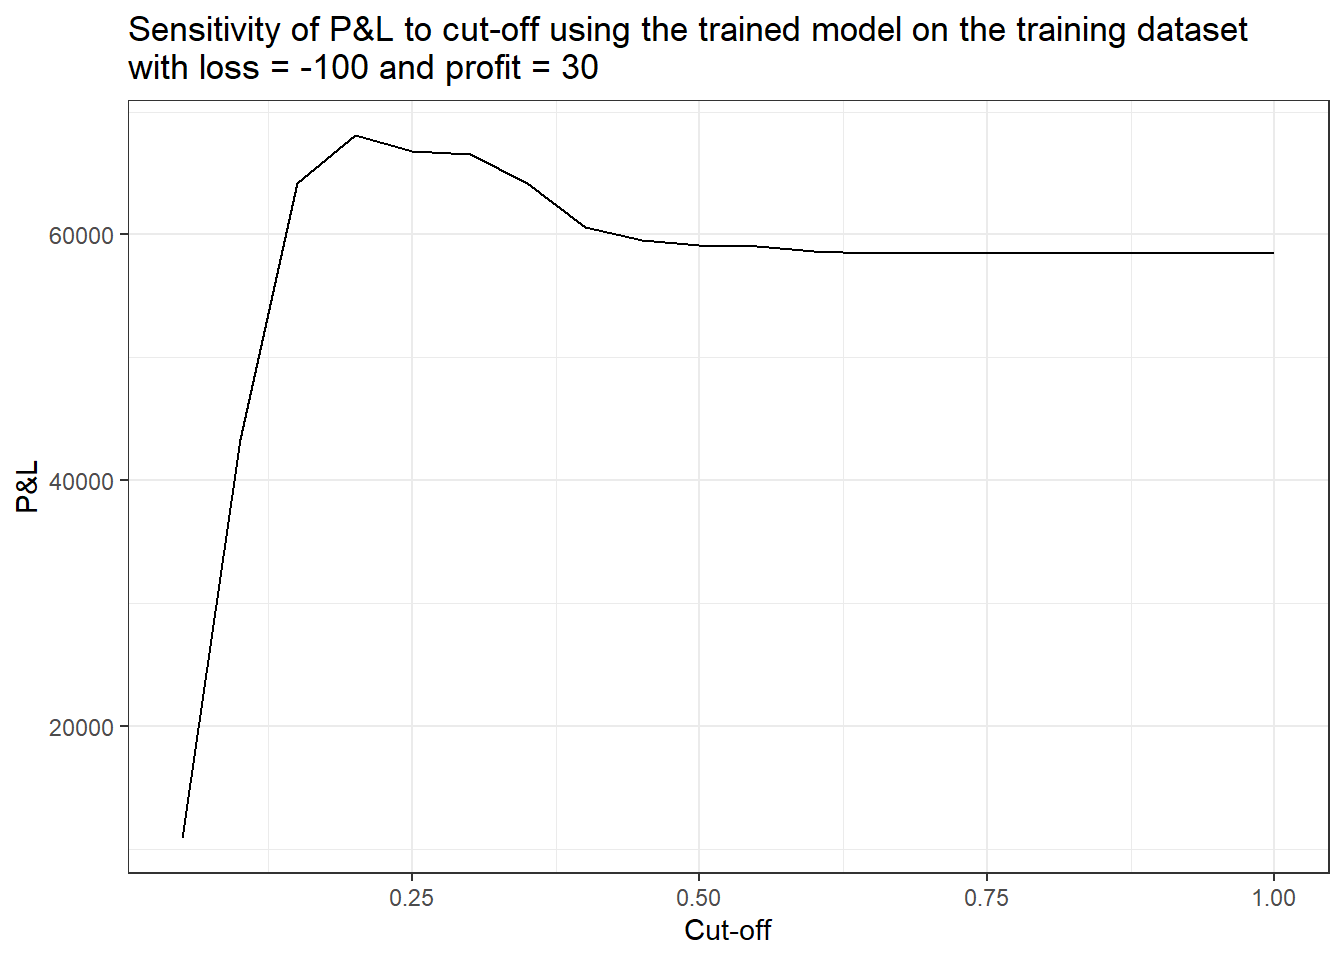 Sensitivity of P&L to cut-off using the trained model on the training dataset
with loss = -100 and profit = 30
P&L
60000
40000
20000
0.25
0.50
0.75
1.00
Cut-off